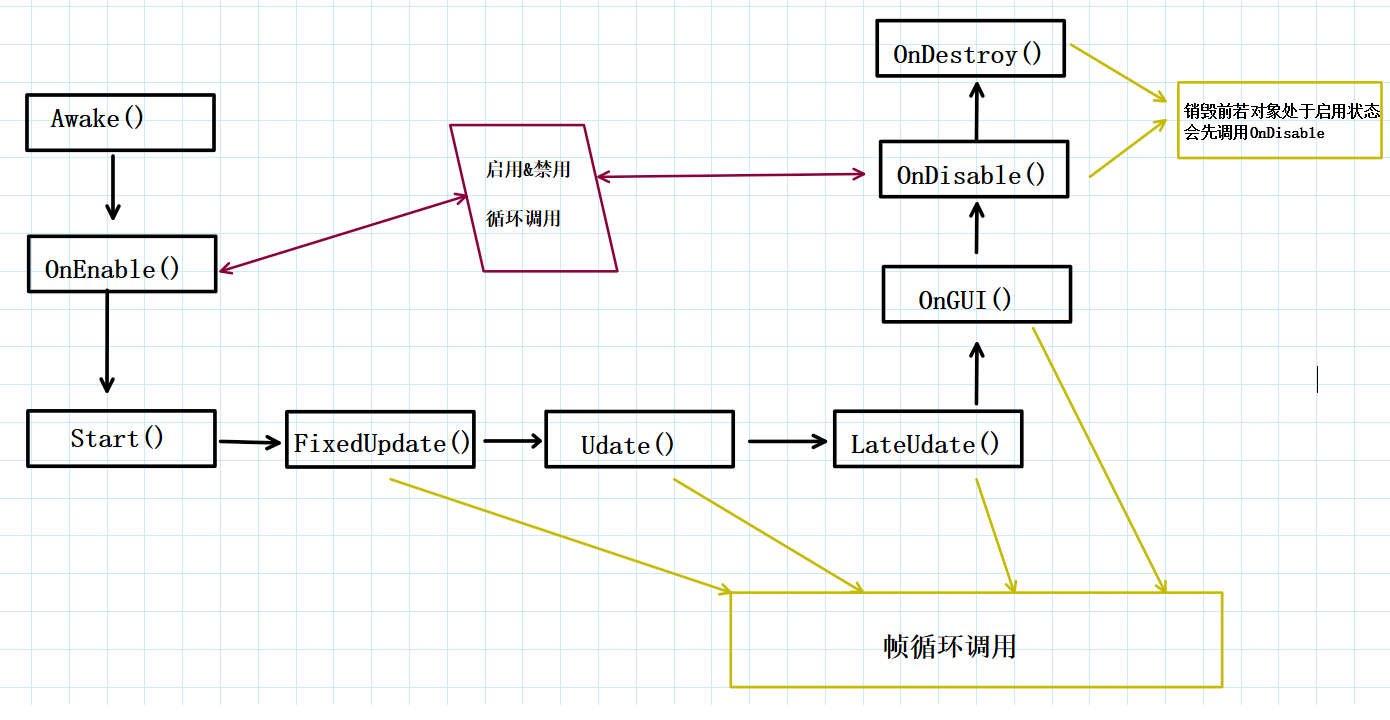 OnDestroy()
销毁前若对象处于启用状态
会先调用OnDisable
Awake()
启用&禁用
循环调用
OnDisable()
OnEnable()
OnGUI()
Start()
FixedUpdate()
Udate()
LateUdate()
帧循环调用